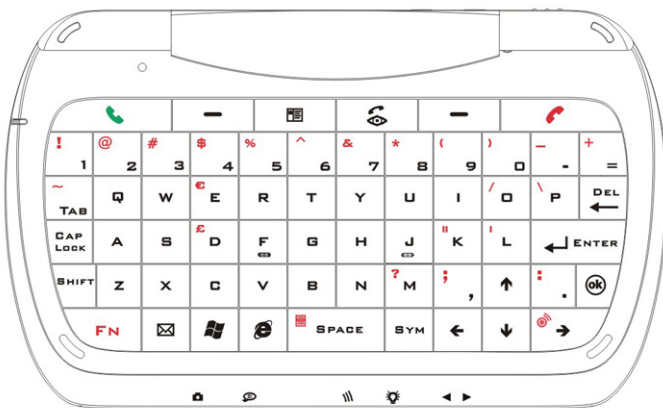 ! 1 @ 2 # 3 $ 4 % 5 ^ 6 & 7 * 8 ( 9 ) 0 _ - + =
~ TAB Q W € E R T Y U I / O \ P DEL
CAP LOCK A S £ D F G H J " K ' L ENTER
SHIFT Z X C V B N ? M ; , : . ok
FN SPACE SYM